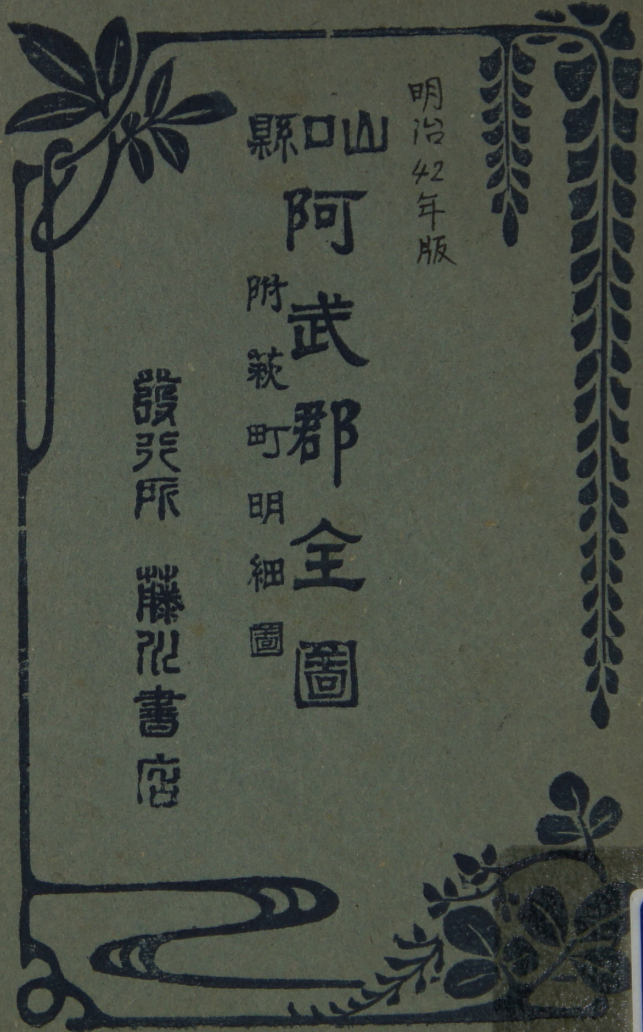 明治42年版
山口縣
阿武郡全圖
附萩町明細圖
發行所 藤川書店